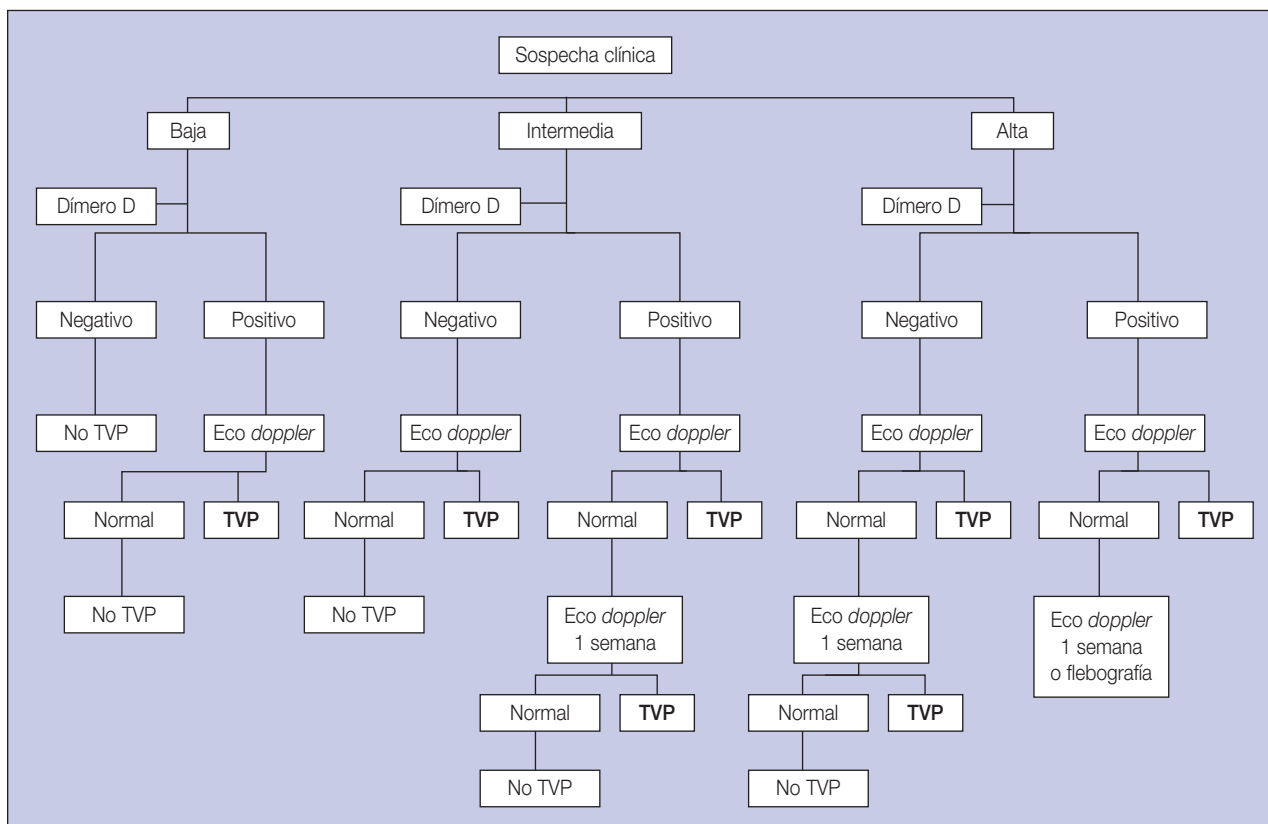 Sospecha clínica
Baja
Intermedia
Alta
Dímero D
Dímero D
Dímero D
Negativo
Positivo
Negativo
Positivo
Negativo
Positivo
No TVP
Eco doppler
Eco doppler
Eco doppler
Eco doppler
Eco doppler
Normal
TVP
Normal
TVP
Normal
TVP
Normal
TVP
Normal
TVP
No TVP
No TVP
Eco doppler
1 semana
Eco doppler
1 semana
Eco doppler
1 semana
o flebografía
Normal
TVP
Normal
TVP
No TVP
No TVP